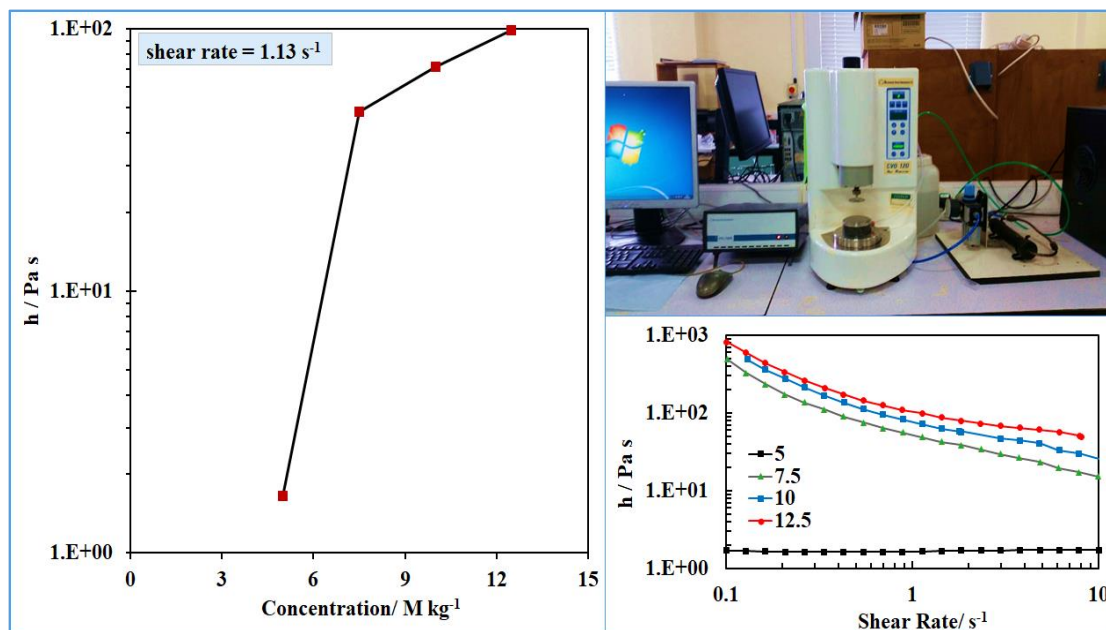 shear rate = 1.13 s⁻¹
1.E+02
1.E+01
1.E+00
h / Pa s
0
3
6
9
12
15
Concentration/ M kg⁻¹
CVO 120
1.E+03
1.E+02
1.E+01
1.E+00
h / Pa s
5
7.5
10
12.5
0.1
1
10
Shear Rate/ s⁻¹